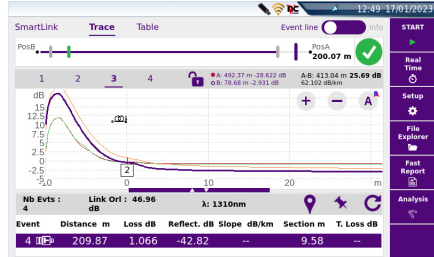 12:49 17/01/2023
SmartLink Trace Table Event line Info
START
PosB PosA
200.07 m
Real Time
1 2 3 4
A: 492.37 m -28.622 dB
B: 78.68 m -2.931 dB
A-B: 413.04 m 25.69 dB
62.102 dB/km
Setup
dB
15
12.5
10
7.5
5.0
2.5
0
-2.5
-5
+ − A
File Explorer
2
-10 0 10 20 m
Fast Report
Nb Evts : 4 Link Orl : 46.96 dB λ: 1310nm
Analysis
Event Distance m Loss dB Reflect. dB Slope dB/km Section m T. Loss dB
4 209.87 1.066 -42.82 -- 9.58 --